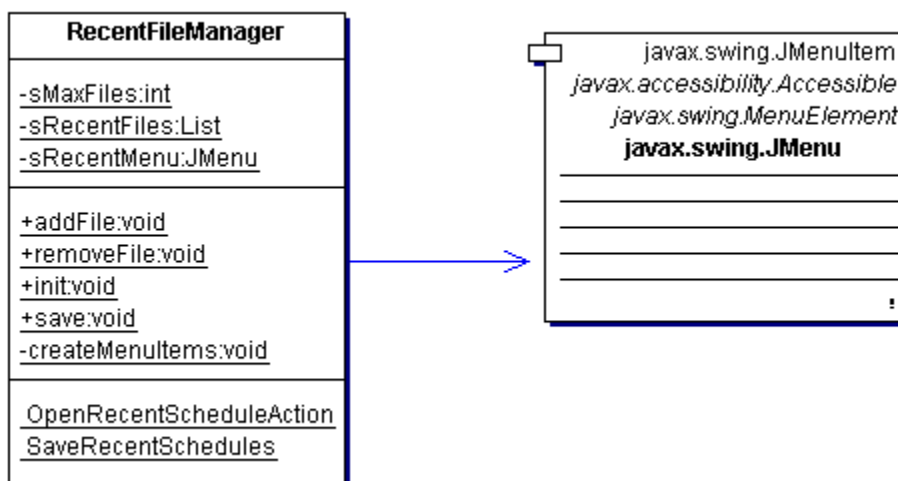 RecentFileManager
-sMaxFiles:int
-sRecentFiles:List
-sRecentMenu:JMenu
+addFile:void
+removeFile:void
+init:void
+save:void
-createMenuItems:void
OpenRecentScheduleAction
SaveRecentSchedules
javax.swing.JMenuItem
javax.accessibility.Accessible
javax.swing.MenuElement
javax.swing.JMenu